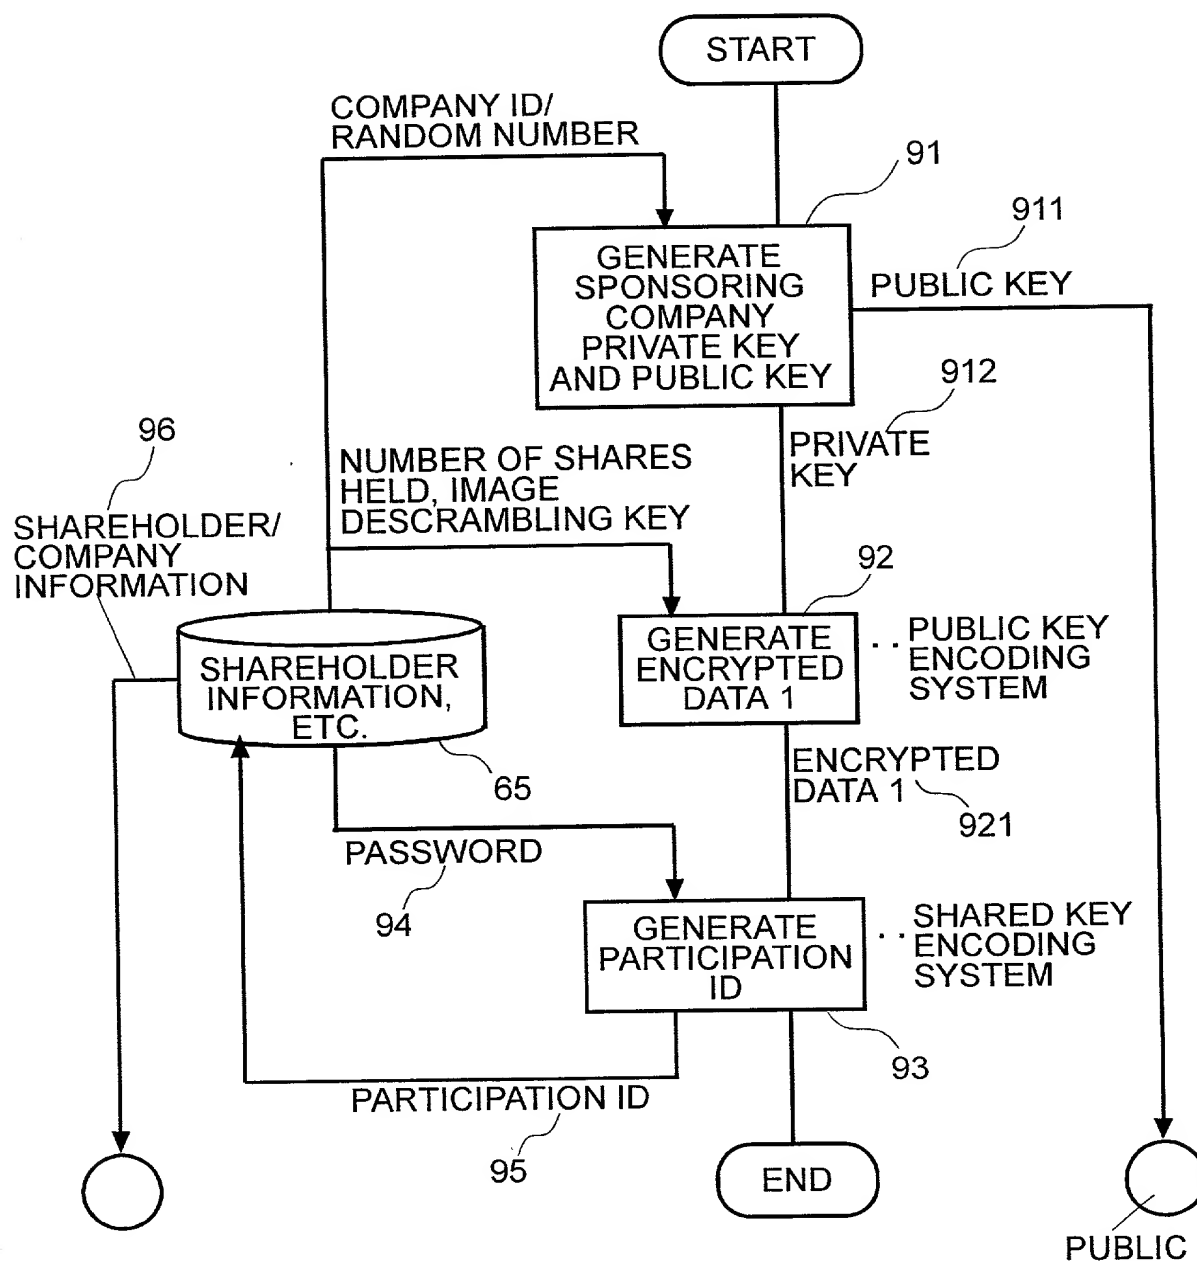 START
COMPANY ID/
RANDOM NUMBER
91
911
GENERATE
SPONSORING
COMPANY
PRIVATE KEY
AND PUBLIC KEY
PUBLIC KEY
912
PRIVATE
KEY
96
NUMBER OF SHARES
HELD, IMAGE
DESCRAMBLING KEY
SHAREHOLDER/
COMPANY
INFORMATION
92
GENERATE
ENCRYPTED
DATA 1
PUBLIC KEY
ENCODING
SYSTEM
SHAREHOLDER
INFORMATION,
ETC.
65
ENCRYPTED
DATA 1
921
PASSWORD
94
GENERATE
PARTICIPATION
ID
SHARED KEY
ENCODING
SYSTEM
93
PARTICIPATION ID
95
END
PUBLIC